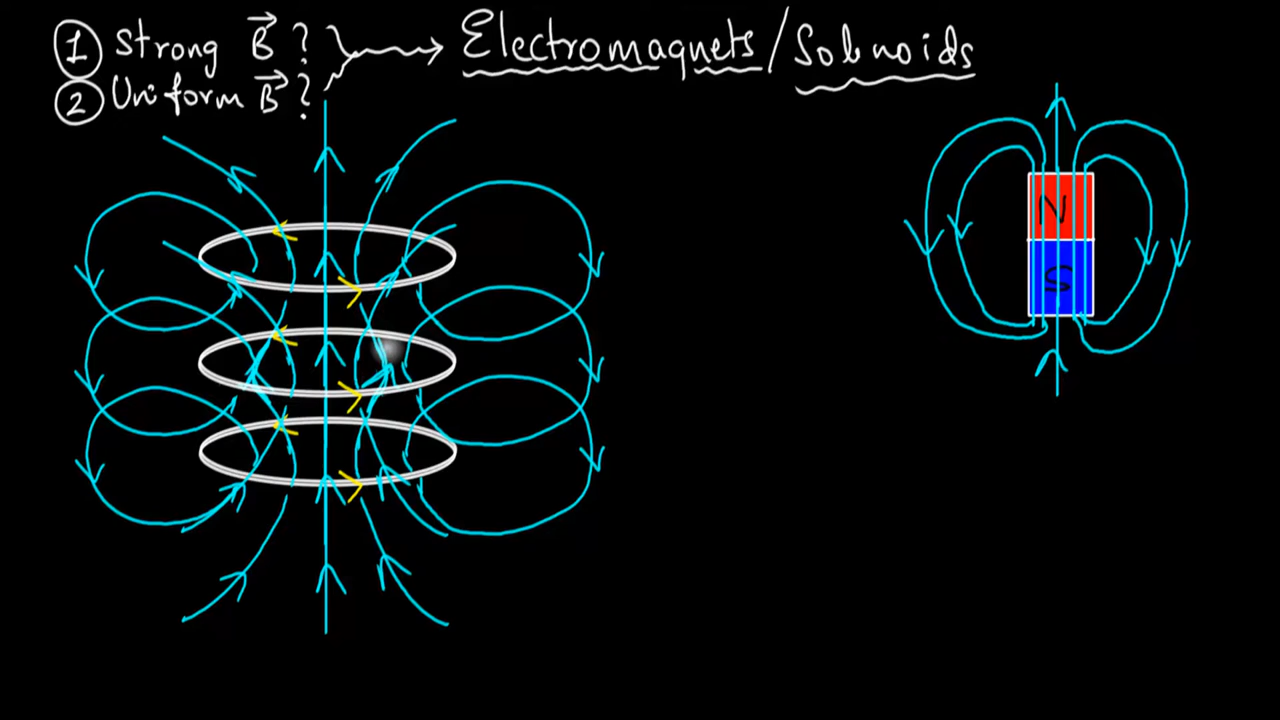 ① Strong B⃗ ? → Electromagnets/Solenoids
② Uniform B⃗ ?
N
S